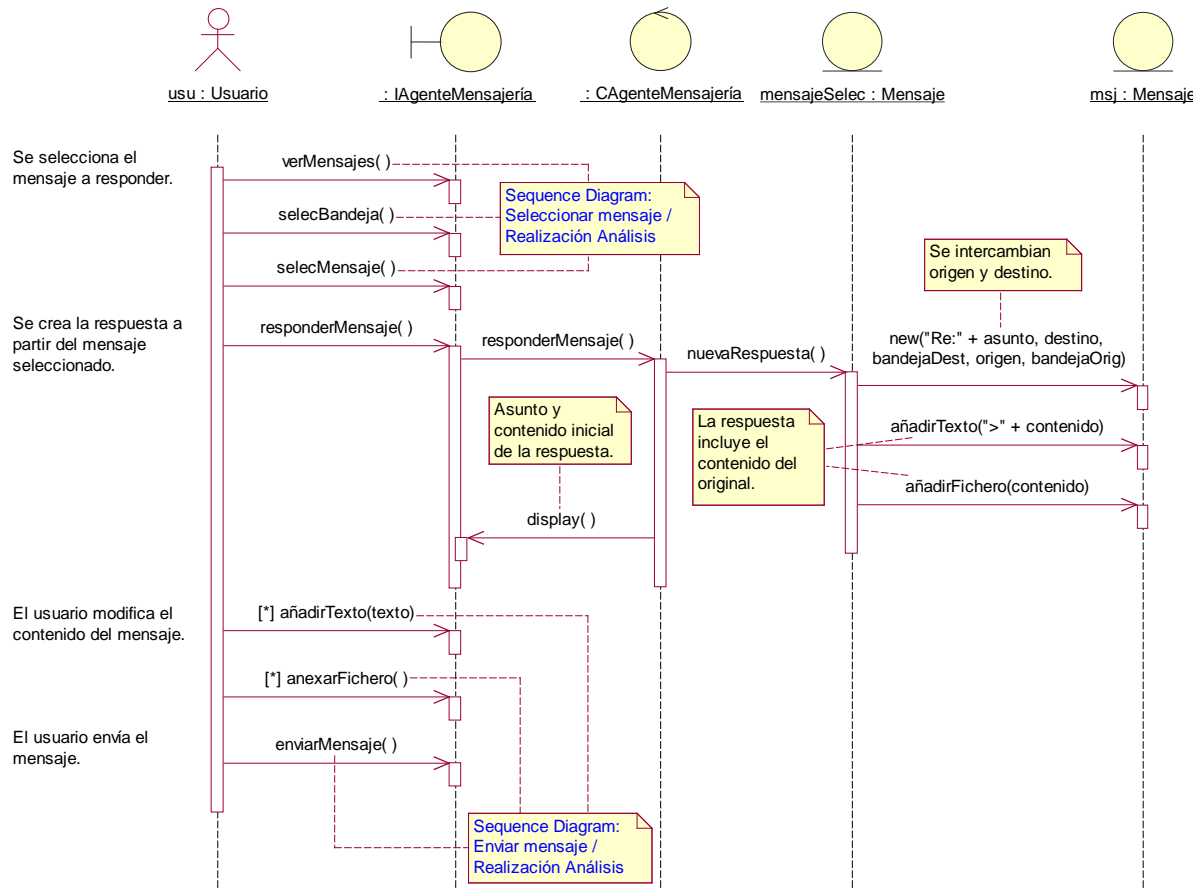 usu : Usuario
: IAgenteMensajería
: CAgenteMensajería
mensajeSelec : Mensaje
msj : Mensaje
Se selecciona el
mensaje a responder.
verMensajes( )
selecBandeja( )
selecMensaje( )
Sequence Diagram:
Seleccionar mensaje /
Realización Análisis
Se intercambian
origen y destino.
Se crea la respuesta a
partir del mensaje
seleccionado.
responderMensaje( )
responderMensaje( )
nuevaRespuesta( )
new("Re:" + asunto, destino,
bandejaDest, origen, bandejaOrig)
Asunto y
contenido inicial
de la respuesta.
La respuesta
incluye el
contenido del
original.
añadirTexto(">" + contenido)
añadirFichero(contenido)
display( )
El usuario modifica el
contenido del mensaje.
[*] añadirTexto(texto)
[*] anexarFichero( )
El usuario envía el
mensaje.
enviarMensaje( )
Sequence Diagram:
Enviar mensaje /
Realización Análisis